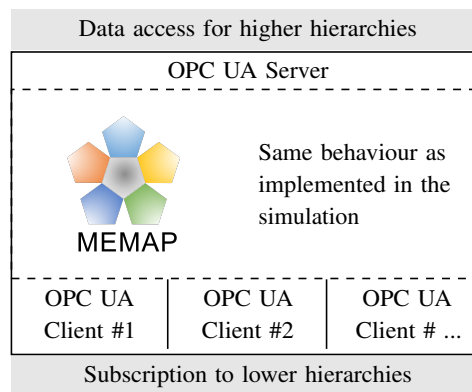 Data access for higher hierarchies
OPC UA Server
Same behaviour as
implemented in the
simulation
MEMAP
OPC UA
Client #1
OPC UA
Client #2
OPC UA
Client # ...
Subscription to lower hierarchies